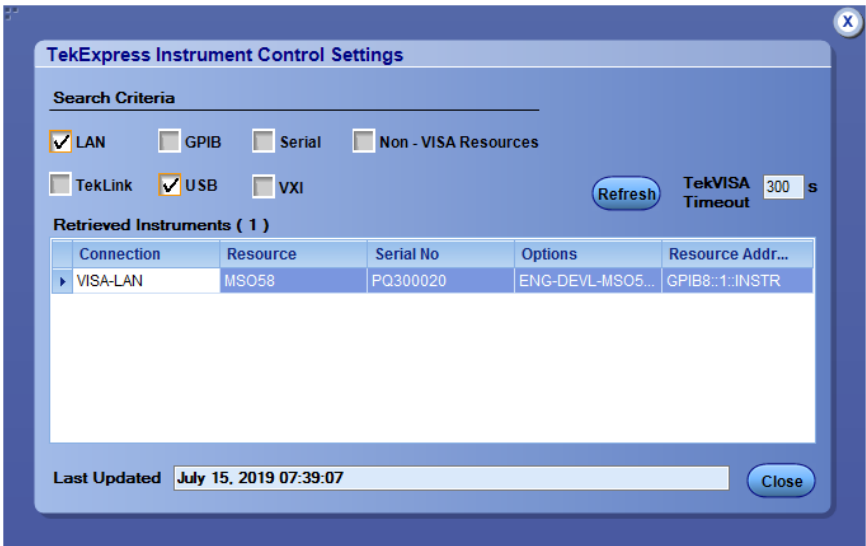 X
TekExpress Instrument Control Settings
Search Criteria
LAN GPIB Serial Non - VISA Resources
TekLink USB VXI
Refresh TekVISA Timeout 300 s
Retrieved Instruments ( 1 )
Connection Resource Serial No Options Resource Addr...
VISA-LAN MSO58 PQ300020 ENG-DEVL-MSO5... GPIB8::1::INSTR
Last Updated July 15, 2019 07:39:07 Close